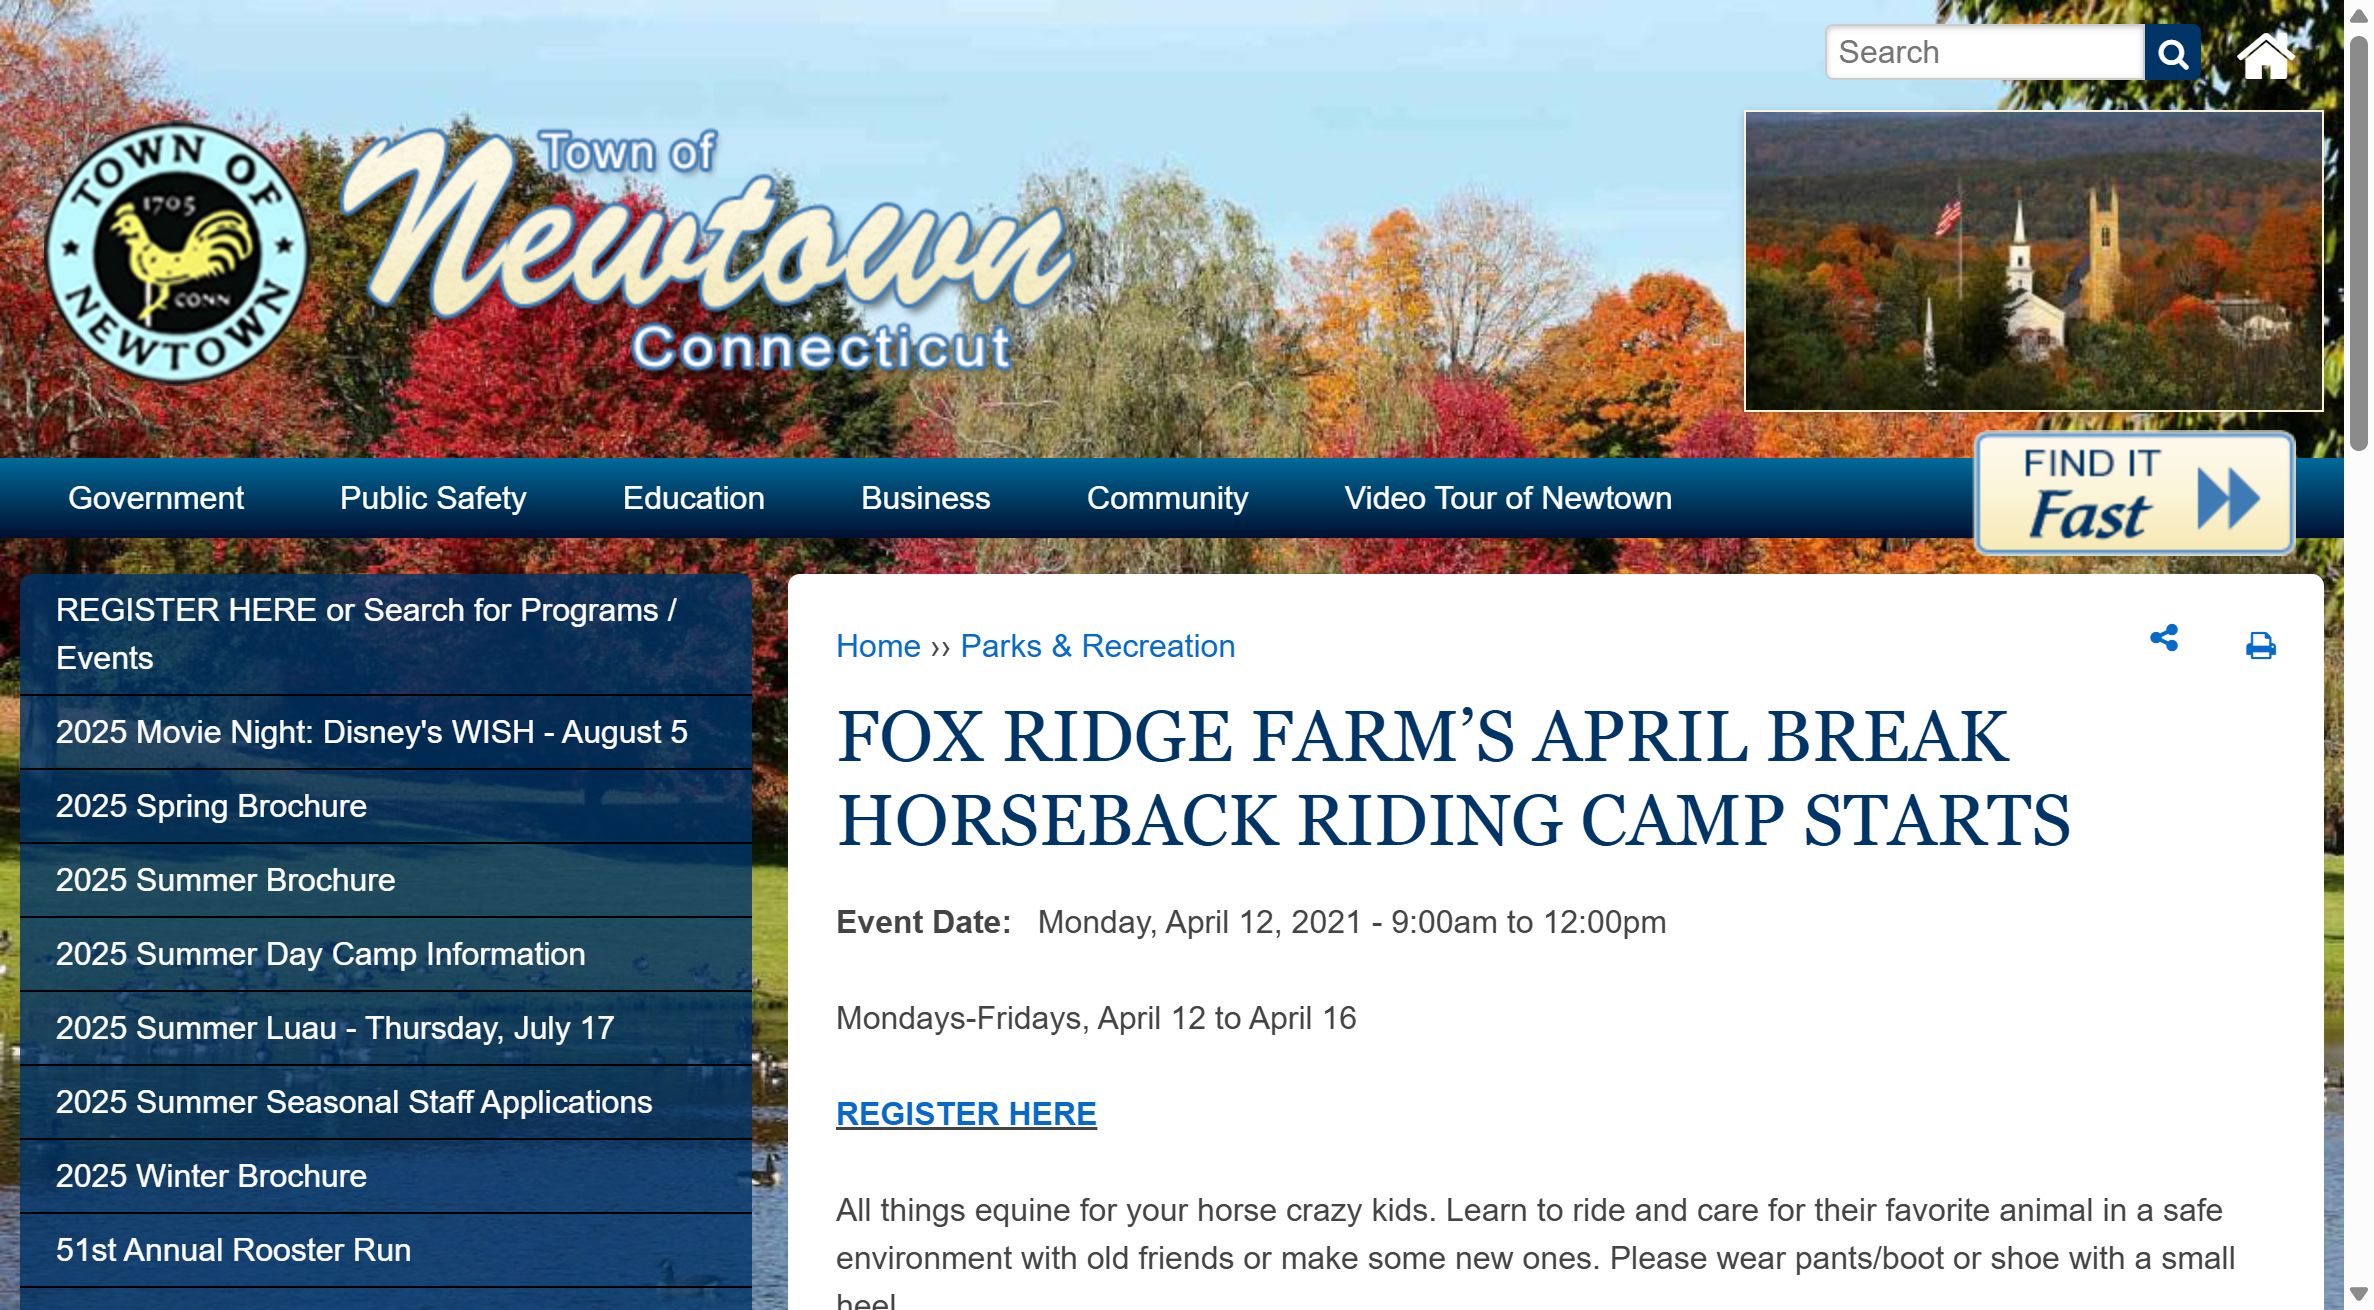 Search
TOWN OF
1705
CONN
NEWTOWN
Town of
Newtown
Connecticut
Government
Public Safety
Education
Business
Community
Video Tour of Newtown
FIND IT
Fast
REGISTER HERE or Search for Programs /
Events
2025 Movie Night: Disney's WISH - August 5
2025 Spring Brochure
2025 Summer Brochure
2025 Summer Day Camp Information
2025 Summer Luau - Thursday, July 17
2025 Summer Seasonal Staff Applications
2025 Winter Brochure
51st Annual Rooster Run
Home ›› Parks & Recreation
FOX RIDGE FARM’S APRIL BREAK
HORSEBACK RIDING CAMP STARTS
Event Date: Monday, April 12, 2021 - 9:00am to 12:00pm
Mondays-Fridays, April 12 to April 16
REGISTER HERE
All things equine for your horse crazy kids. Learn to ride and care for their favorite animal in a safe
environment with old friends or make some new ones. Please wear pants/boot or shoe with a small
heel